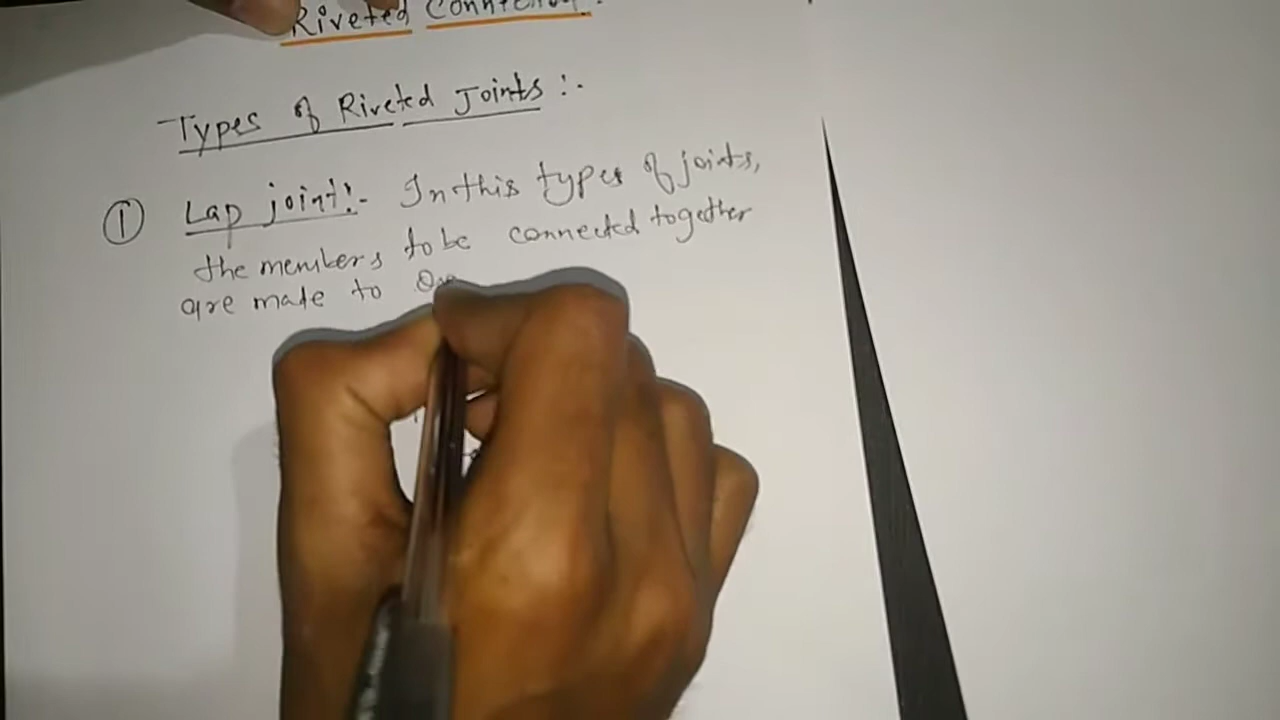 Riveted Connection:
Types of Riveted Joints :-
① Lap joint:- In this types of joints,
the members to be connected together
are made to